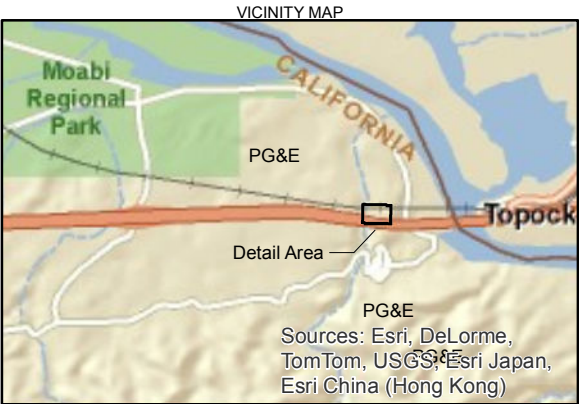 VICINITY MAP
Moabi
Regional
Park
CALIFORNIA
PG&E
Topock
Detail Area
PG&E
Sources: Esri, DeLorme,
TomTom, USGS, Esri Japan,
Esri China (Hong Kong)
PG&E